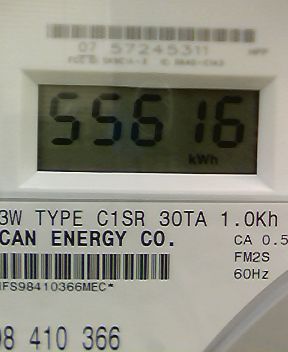 07 57245311
55616
kWh
3W TYPE C1SR 30TA 1.0Kh
CAN ENERGY CO.
CA 0.5
FM2S
60Hz
IFS98410366MEC*
98 410 366